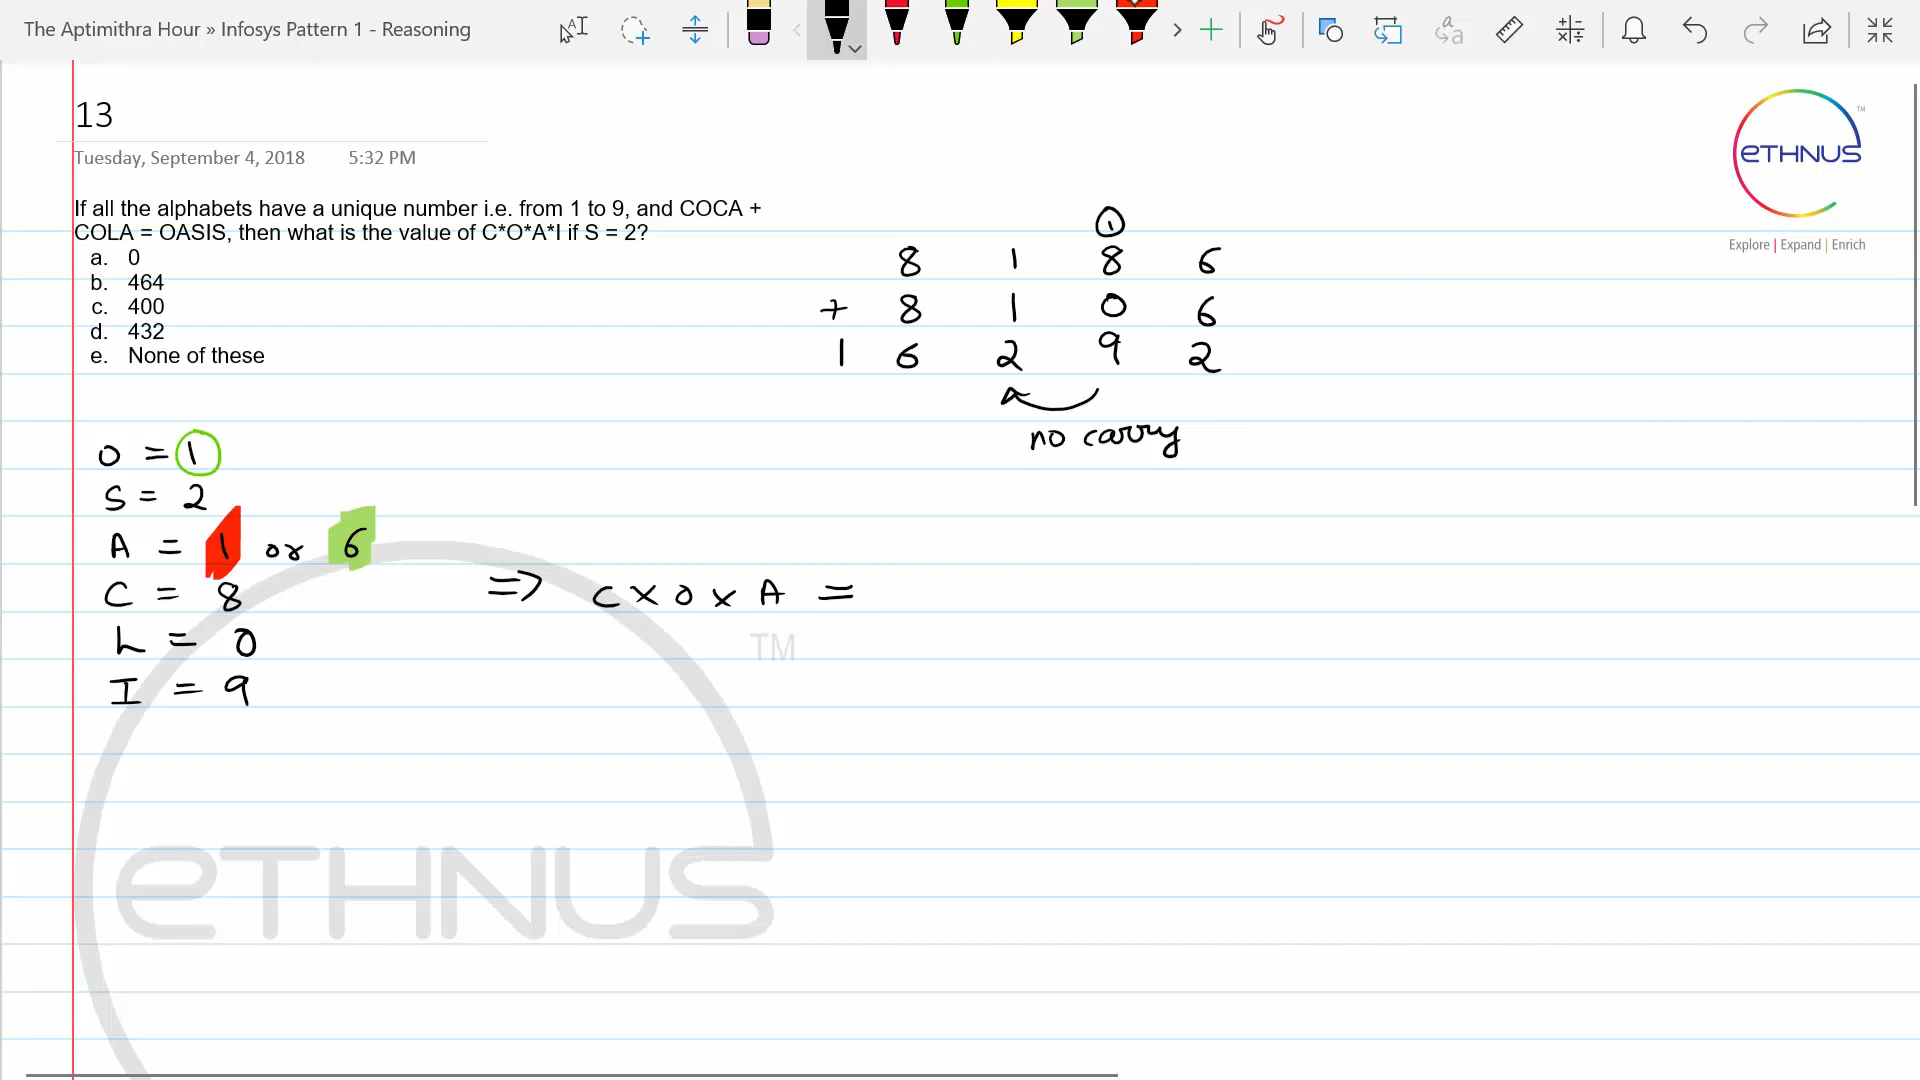 The Aptimithra Hour » Infosys Pattern 1 - Reasoning
13
Tuesday, September 4, 2018 5:32 PM
ETHNUS
TM
Explore | Expand | Enrich
If all the alphabets have a unique number i.e. from 1 to 9, and COCA +
COLA = OASIS, then what is the value of C*O*A*I if S = 2?
a. 0
b. 464
c. 400
d. 432
e. None of these
1
8 1 8 6
+ 8 1 0 6
1 6 2 9 2
no carry
O = 1
S = 2
A = 1 or 6
C = 8
L = 0
I = 9
=> C x O x A =
TM
ETHNUS